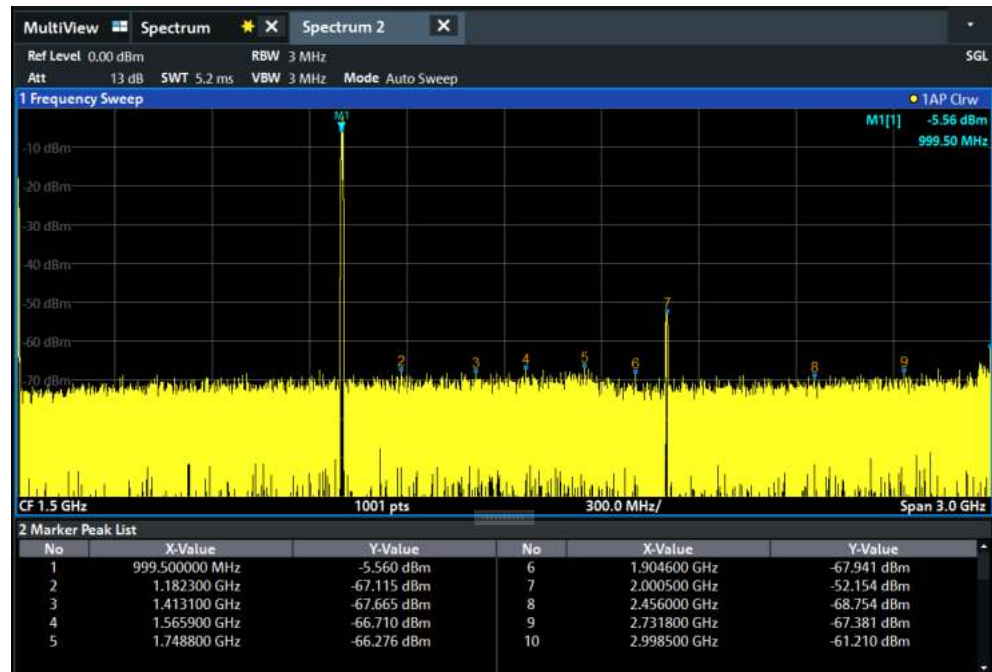 MultiView Spectrum Spectrum 2
Ref Level 0.00 dBm RBW 3 MHz SGL
Att 13 dB SWT 5.2 ms VBW 3 MHz Mode Auto Sweep
1 Frequency Sweep 1AP Clrw
M1
M1[1] -5.56 dBm
999.50 MHz
-10 dBm
-20 dBm
-30 dBm
-40 dBm
-50 dBm
7
-60 dBm
2 3 4 5 6 8 9
-70 dBm
CF 1.5 GHz 1001 pts 300.0 MHz/ Span 3.0 GHz
2 Marker Peak List
No X-Value Y-Value No X-Value Y-Value
1 999.500000 MHz -5.560 dBm 6 1.904600 GHz -67.941 dBm
2 1.182300 GHz -67.115 dBm 7 2.000500 GHz -52.154 dBm
3 1.413100 GHz -67.665 dBm 8 2.456000 GHz -68.754 dBm
4 1.565900 GHz -66.710 dBm 9 2.731800 GHz -67.381 dBm
5 1.748800 GHz -66.276 dBm 10 2.998500 GHz -61.210 dBm